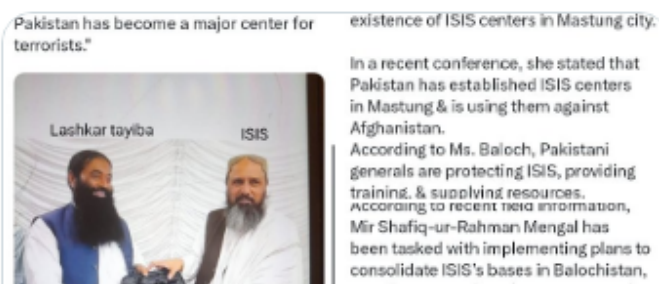 Pakistan has become a major center for
terrorists."
Lashkar tayiba
ISIS
existence of ISIS centers in Mastung city.
In a recent conference, she stated that
Pakistan has established ISIS centers
in Mastung & is using them against
Afghanistan.
According to Ms. Baloch, Pakistani
generals are protecting ISIS, providing
training, & supplying resources.
According to recent field information,
Mir Shafiq-ur-Rahman Mengal has
been tasked with implementing plans to
consolidate ISIS's bases in Balochistan,